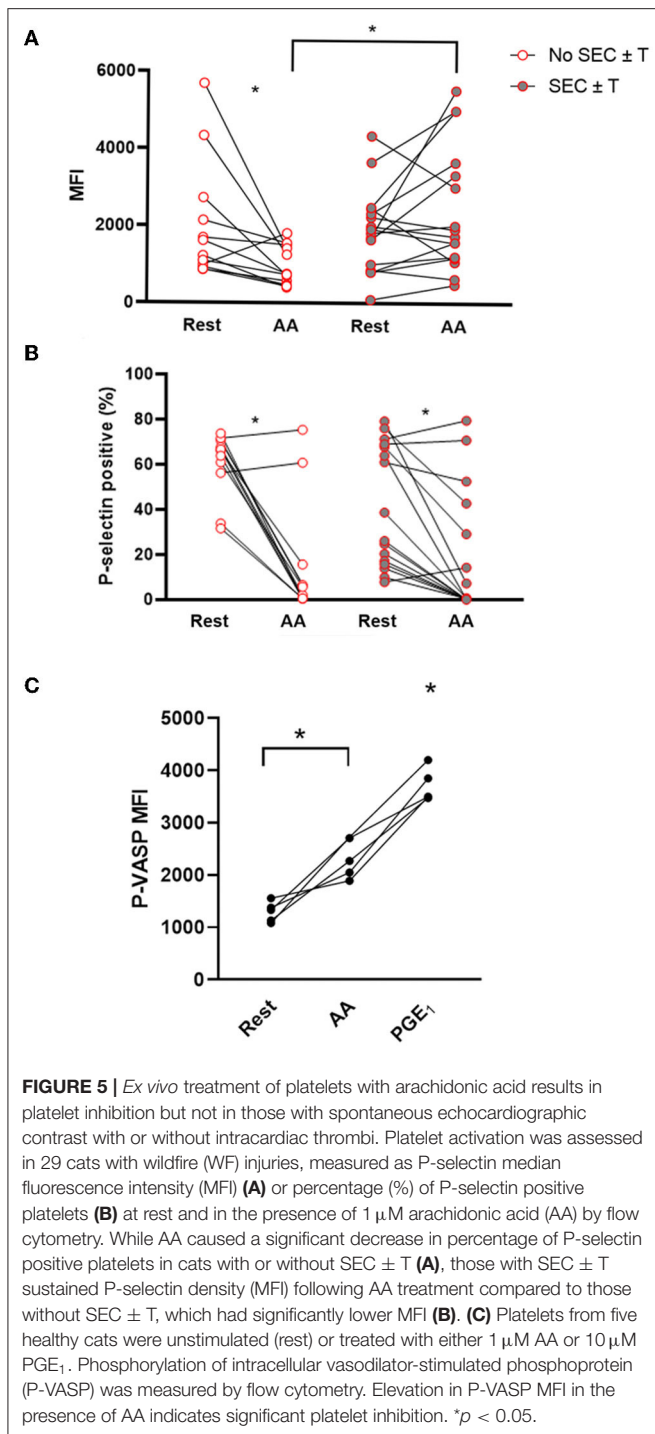 A
*
No SEC ± T
SEC ± T
*
6000
4000
2000
0
MFI
Rest AA Rest AA
B
100
80
60
40
20
0
P-selectin positive (%)
* *
Rest AA Rest AA
C
*
*
5000
4000
3000
2000
1000
0
P-VASP MFI
Rest AA PGE₁
FIGURE 5 | Ex vivo treatment of platelets with arachidonic acid results in
platelet inhibition but not in those with spontaneous echocardiographic
contrast with or without intracardiac thrombi. Platelet activation was assessed
in 29 cats with wildfire (WF) injuries, measured as P-selectin median
fluorescence intensity (MFI) (A) or percentage (%) of P-selectin positive
platelets (B) at rest and in the presence of 1 μM arachidonic acid (AA) by flow
cytometry. While AA caused a significant decrease in percentage of P-selectin
positive platelets in cats with or without SEC ± T (A), those with SEC ± T
sustained P-selectin density (MFI) following AA treatment compared to those
without SEC ± T, which had significantly lower MFI (B). (C) Platelets from five
healthy cats were unstimulated (rest) or treated with either 1 μM AA or 10 μM
PGE₁. Phosphorylation of intracellular vasodilator-stimulated phosphoprotein
(P-VASP) was measured by flow cytometry. Elevation in P-VASP MFI in the
presence of AA indicates significant platelet inhibition. *p < 0.05.